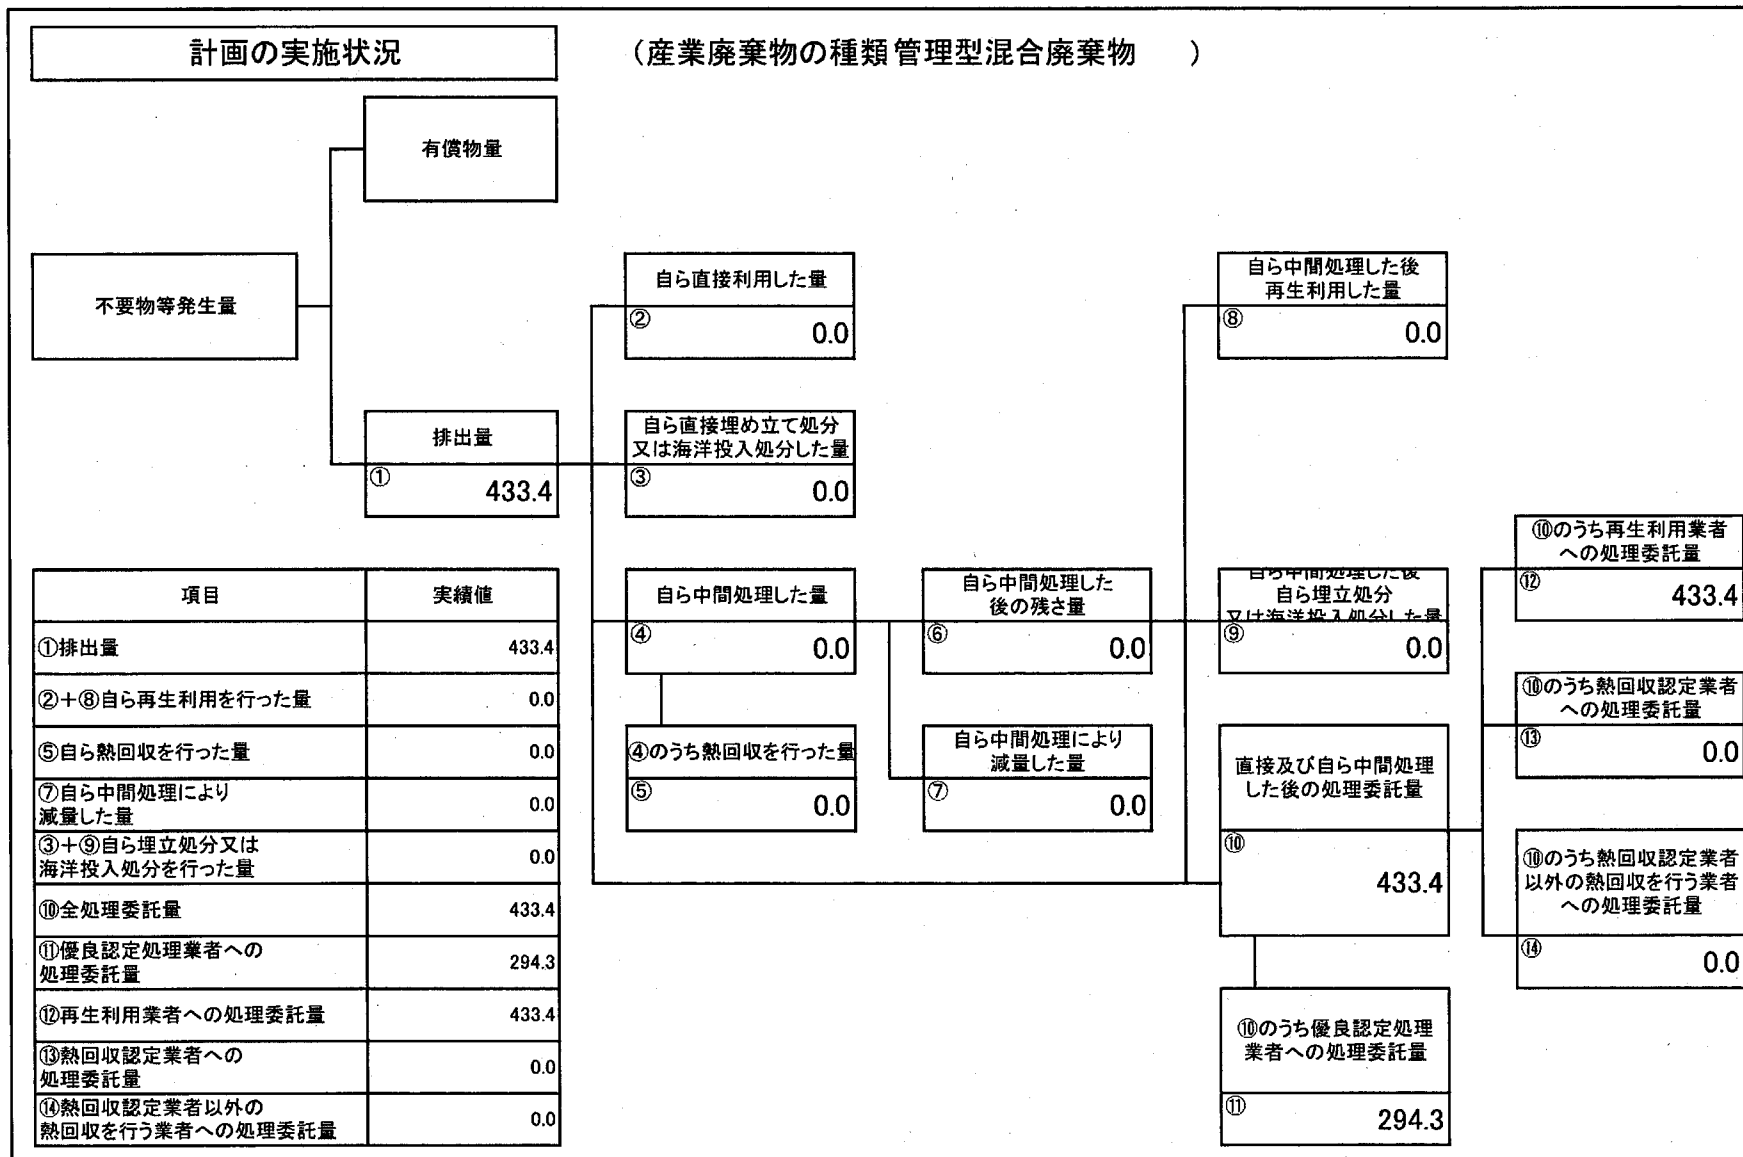 計画の実施状況
（産業廃棄物の種類 管理型混合廃棄物　　）
有償物量
不要物等発生量
排出量
①
433.4
自ら直接利用した量
②
0.0
自ら直接埋め立て処分
又は海洋投入処分した量
③
0.0
自ら中間処理した量
④
0.0
④のうち熱回収を行った量
⑤
0.0
自ら中間処理した
後の残さ量
⑥
0.0
自ら中間処理により
減量した量
⑦
0.0
自ら中間処理した後
再生利用した量
⑧
0.0
自ら中間処理した後
自ら埋立処分
又は海洋投入処分した量
⑨
0.0
直接及び自ら中間処理
した後の処理委託量
⑩
433.4
⑩のうち優良認定処理
業者への処理委託量
⑪
294.3
⑩のうち再生利用業者
への処理委託量
⑫
433.4
⑩のうち熱回収認定業者
への処理委託量
⑬
0.0
⑩のうち熱回収認定業者
以外の熱回収を行う業者
への処理委託量
⑭
0.0
項目 実績値
①排出量 433.4
②＋⑧自ら再生利用を行った量 0.0
⑤自ら熱回収を行った量 0.0
⑦自ら中間処理により
減量した量 0.0
③＋⑨自ら埋立処分又は
海洋投入処分を行った量 0.0
⑩全処理委託量 433.4
⑪優良認定処理業者への
処理委託量 294.3
⑫再生利用業者への処理委託量 433.4
⑬熱回収認定業者への
処理委託量 0.0
⑭熱回収認定業者以外の
熱回収を行う業者への処理委託量 0.0